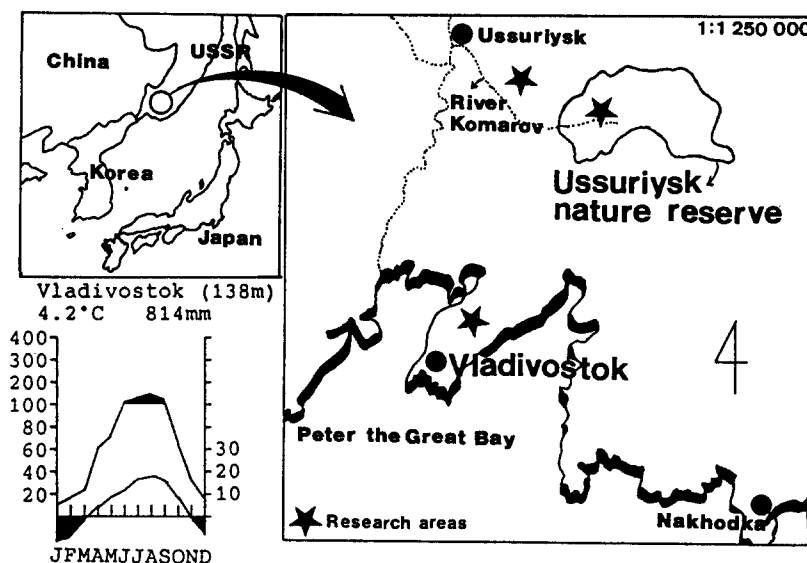 China
USSR
Korea
Japan
Vladivostok (138m)
4.2°C 814mm
400
300
200
100
80
60
40
20
30
20
10
JFMAMJJASOND
1:1 250 000
Ussuriysk
River
Komarov
Ussuriysk
nature reserve
Vladivostok
Peter the Great Bay
Nakhodka
Research areas